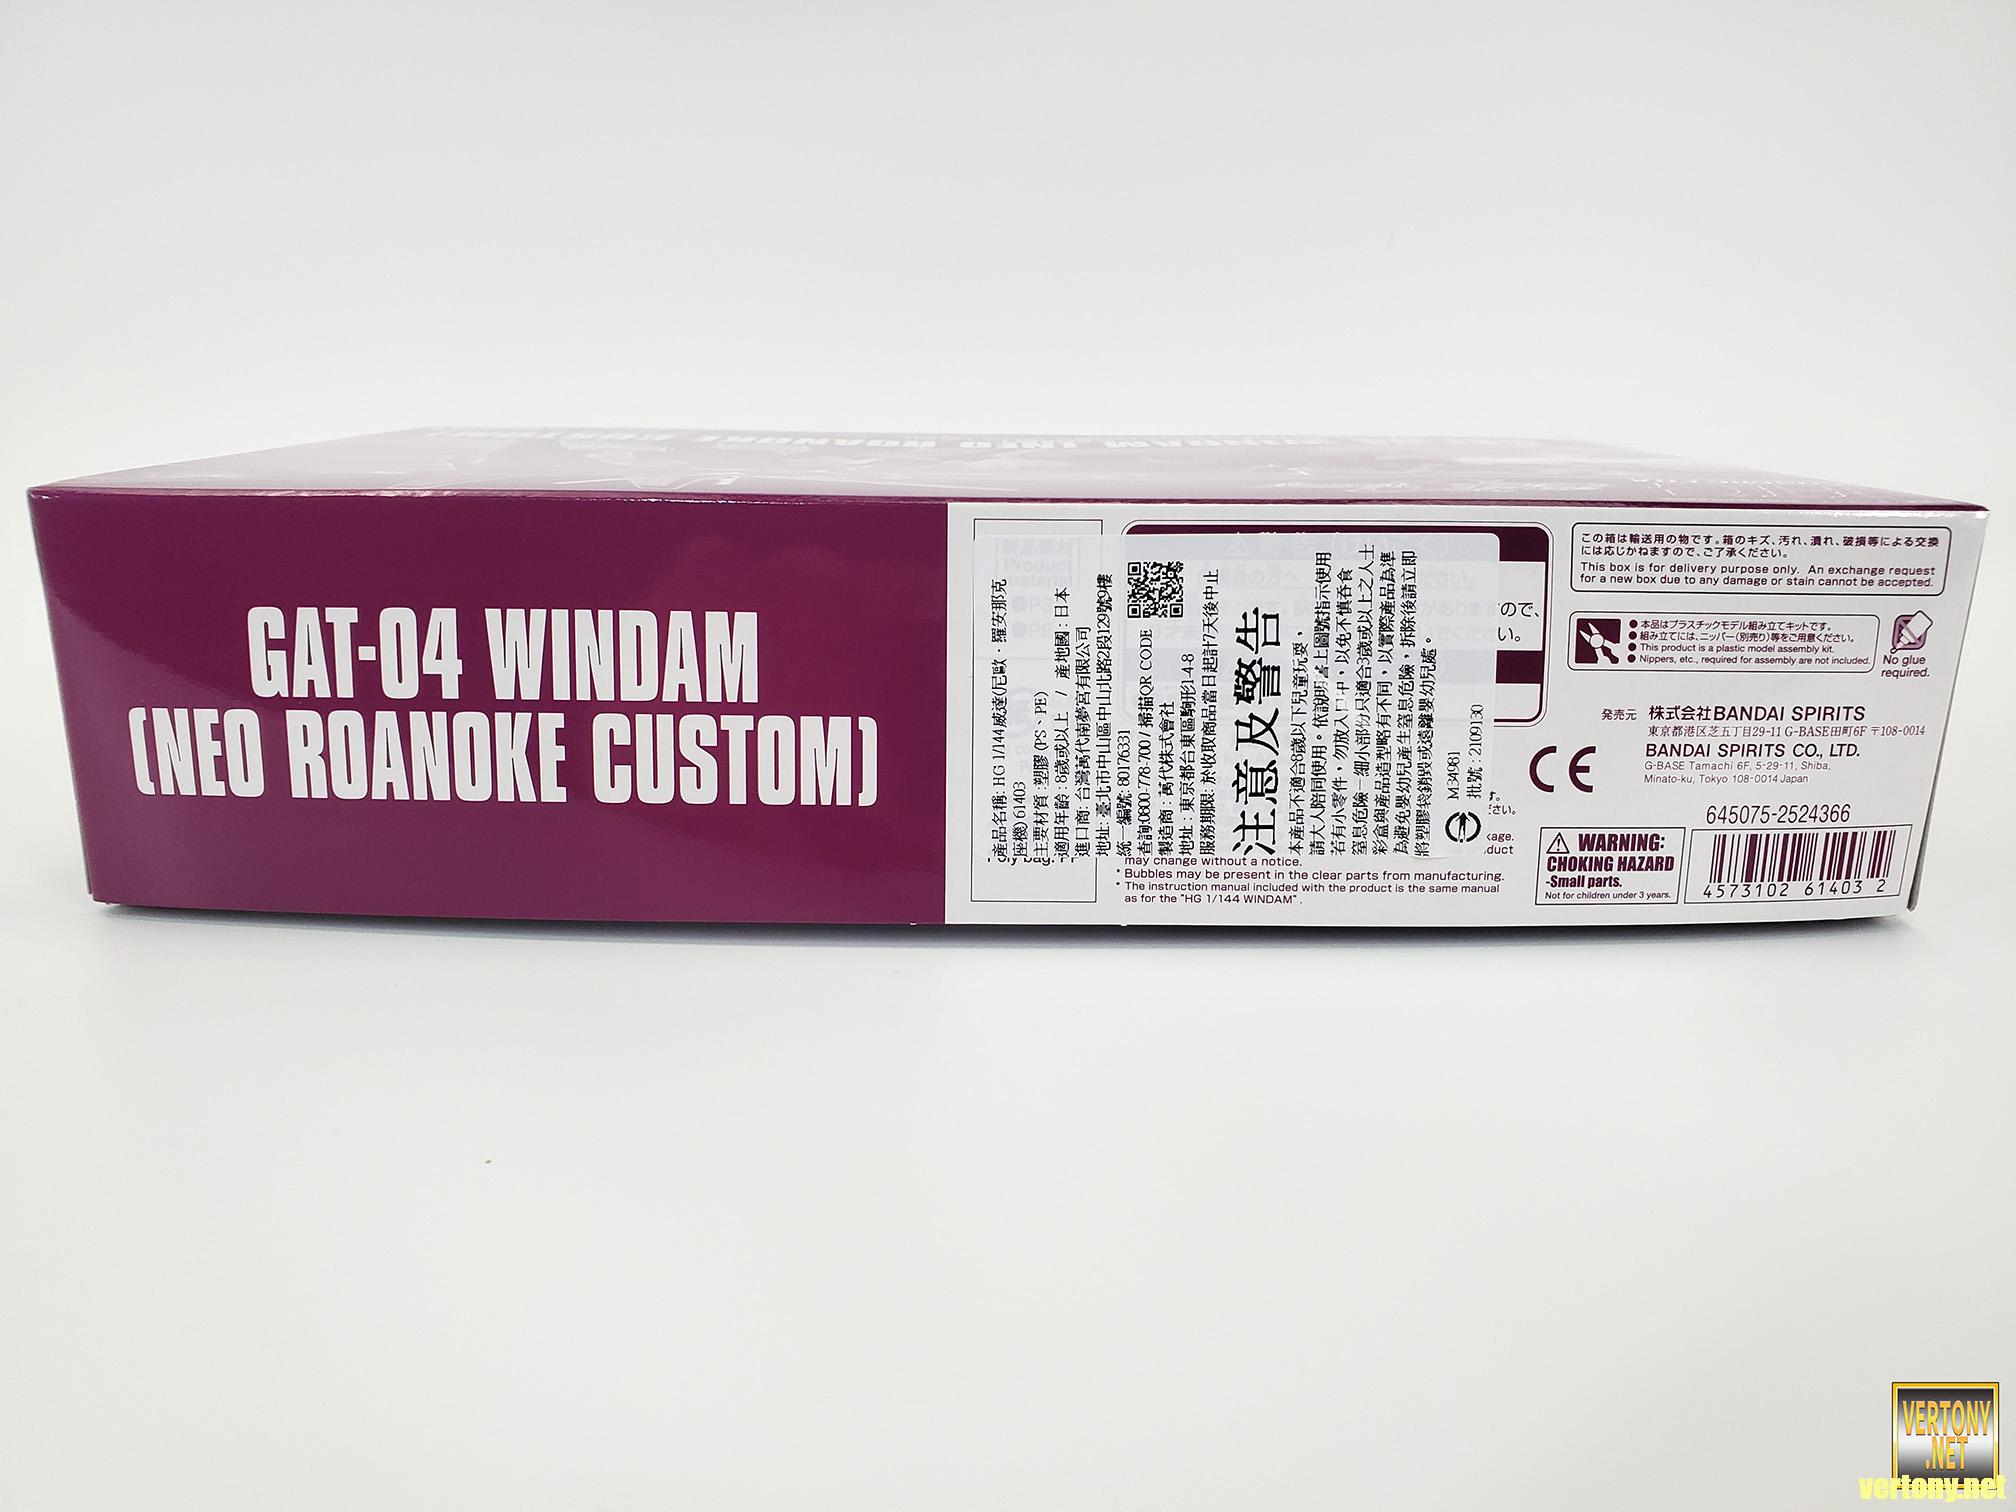 GAT-04 WINDAM
(NEO ROANOKE CUSTOM)
產品名稱: HG 1/144 威達(尼歐・羅安那克
座機) 61403
主要材質: 塑膠 (PS、PE)
適用年齡: 8歲或以上 / 產地國: 日本
進口商: 台灣萬代南夢宮有限公司
地址: 臺北市中山區中山北路2段129號9樓
統一編號: 80176331
查詢:0800-778-700 / 掃描QR CODE
製造商: 萬代株式會社
地址: 東京都台東區駒形1-4-8
服務期限: 於收取商品當日起計7天後中止
注意及警告
本產品不適合8歲以下兒童玩耍,
請大人陪同使用。依說明書上圖號指示使用
若有小零件,勿放入口中,以免不慎吞食
窒息危險—細小部份只適合3歲或以上之人士
彩盒與產品造型略有不同,以實際產品為準
為避免嬰幼兒產生窒息危險,拆除後請立即
將塑膠袋銷毀或遠離嬰幼兒處。
M34981
批號: 2109130
製品素材
Product
material
may change without a notice.
* Bubbles may be present in the clear parts from manufacturing.
* The instruction manual included with the product is the same manual
as for the "HG 1/144 WINDAM".
この箱は輸送用の物です。箱のキズ、汚れ、潰れ、破損等による交換
には応じかねますので、ご了承ください。
This box is for delivery purpose only. An exchange request
for a new box due to any damage or stain cannot be accepted.
●本品はプラスチックモデル組み立てキットです。
●組み立てには、ニッパー(別売り)等をご用意ください。
●This product is a plastic model assembly kit.
●Nippers, etc., required for assembly are not included.
No glue
required.
発売元 株式会社BANDAI SPIRITS
東京都港区芝五丁目29-11 G-BASE田町6F 〒108-0014
BANDAI SPIRITS CO., LTD.
G-BASE Tamachi 6F, 5-29-11, Shiba,
Minato-ku, Tokyo 108-0014 Japan
CE
645075-2524366
WARNING:
CHOKING HAZARD
-Small parts.
Not for children under 3 years.
4573102 61403 2
VERTONY
.NET
vertony.net